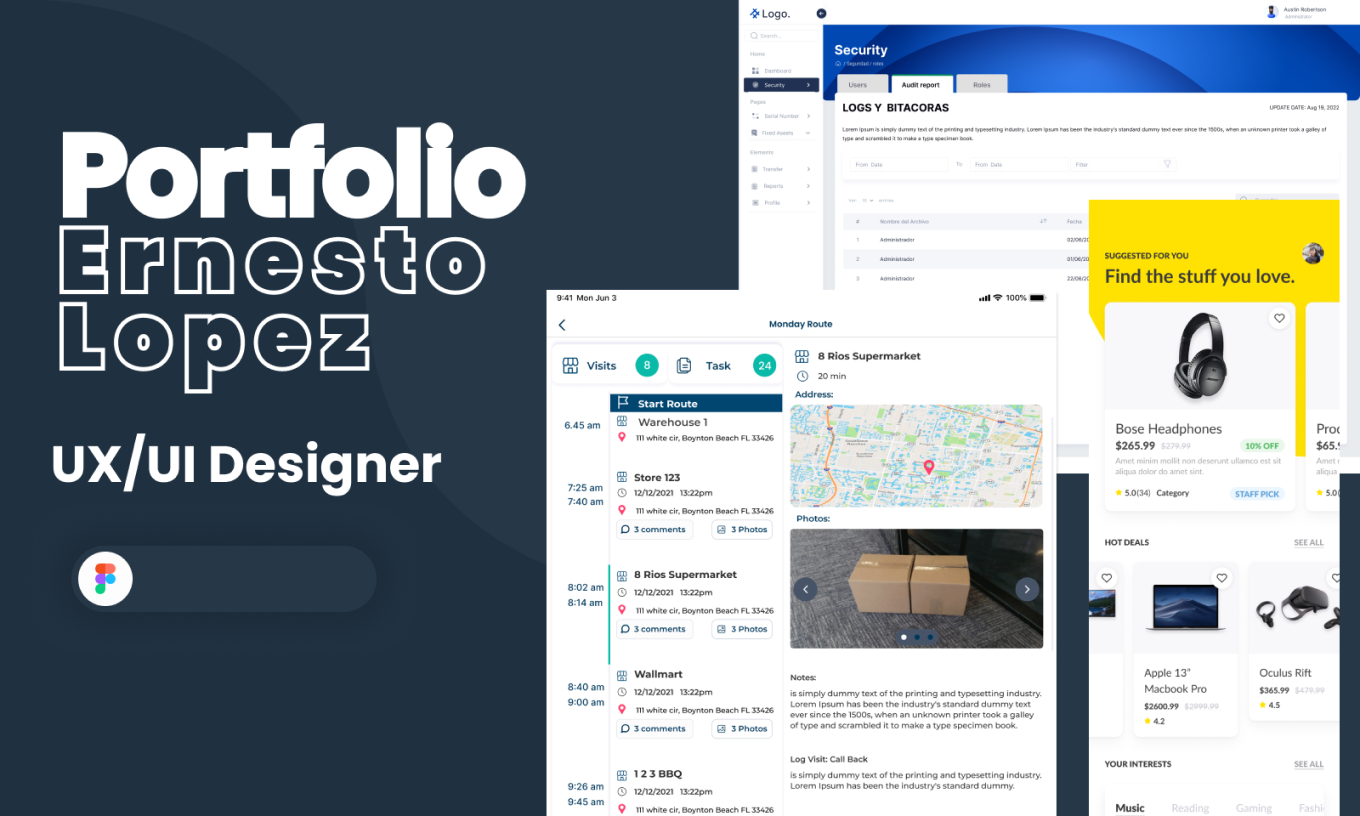 Portfolio
Ernesto
Lopez
UX/UI Designer
Logo.
Search...
Home
Dashboard
Security
Pages
Serial Number
Fixed Assets
Elements
Transfer
Reports
Profile
Austin Robertson
Administrator
Security
/ Seguridad / roles
Users
Audit report
Roles
LOGS Y BITACORAS
UPDATE DATE: Aug 18, 2022
Lorem Ipsum is simply dummy text of the printing and typesetting industry. Lorem Ipsum has been the industry's standard dummy text ever since the 1500s, when an unknown printer took a galley of
type and scrambled it to make a type specimen book.
From Date
To
From Date
Filter
# Nombre del Archivo Fecha
1 Administrador 02/06/20
2 Administrador 01/06/20
3 Administrador 22/06/20
9:41 Mon Jun 3
100%
Monday Route
Visits 8
Task 24
Start Route
6.45 am
Warehouse 1
111 white cir, Boynton Beach FL 33426
7:25 am
7:40 am
Store 123
12/12/2021 13:22pm
111 white cir, Boynton Beach FL 33426
3 comments
3 Photos
8:02 am
8:14 am
8 Rios Supermarket
12/12/2021 13:22pm
111 white cir, Boynton Beach FL 33426
3 comments
3 Photos
8:40 am
9:00 am
Wallmart
12/12/2021 13:22pm
111 white cir, Boynton Beach FL 33426
3 comments
3 Photos
9:26 am
9:45 am
1 2 3 BBQ
12/12/2021 13:22pm
111 white cir, Boynton Beach FL 33426
8 Rios Supermarket
20 min
Address:
Photos:
Notes:
is simply dummy text of the printing and typesetting industry.
Lorem Ipsum has been the industry's standard dummy text
ever since the 1500s, when an unknown printer took a galley
of type and scrambled it to make a type specimen book.
Log Visit: Call Back
is simply dummy text of the printing and typesetting industry.
Lorem Ipsum has been the industry's standard dummy.
SUGGESTED FOR YOU
Find the stuff you love.
Bose Headphones
$265.99 $279.99
10% OFF
Amet minim mollit non deserunt ullamco est sit
aliqua dolor do amet sint.
5.0(34) Category
STAFF PICK
Proc
$65.
Amet
aliqua
5.0
HOT DEALS
SEE ALL
Apple 13"
Macbook Pro
$2600.99 $2999.99
4.2
Oculus Rift
$365.99 $479.99
4.5
YOUR INTERESTS
SEE ALL
Music
Reading
Gaming
Fashi